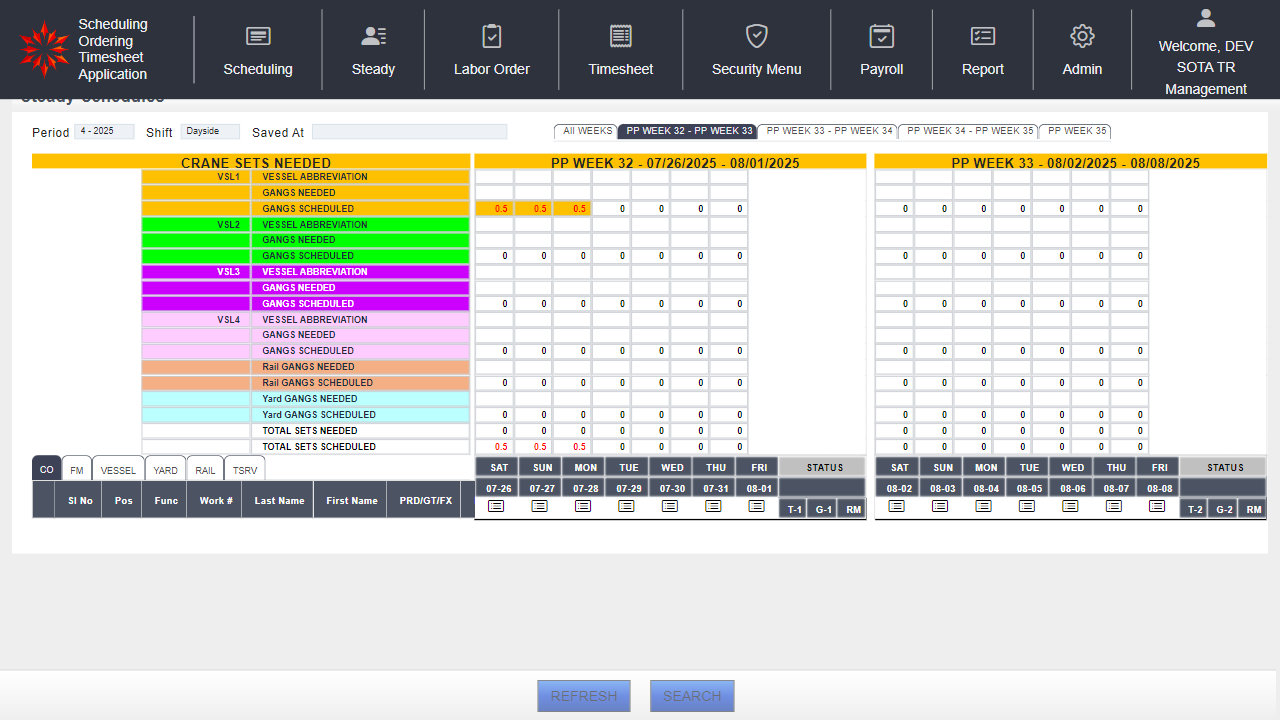 Scheduling
Ordering
Timesheet
Application
Scheduling
Steady
Labor Order
Timesheet
Security Menu
Payroll
Report
Admin
Welcome, DEV
SOTA TR
Management
Steady Schedules
Period 4 - 2025 Shift Dayside Saved At
All WEEKS PP WEEK 32 - PP WEEK 33 PP WEEK 33 - PP WEEK 34 PP WEEK 34 - PP WEEK 35 PP WEEK 35
CRANE SETS NEEDED PP WEEK 32 - 07/26/2025 - 08/01/2025 PP WEEK 33 - 08/02/2025 - 08/08/2025
VSL1 VESSEL ABBREVIATION
GANGS NEEDED
GANGS SCHEDULED 0.5 0.5 0.5 0 0 0 0 0 0 0 0 0 0 0
VSL2 VESSEL ABBREVIATION
GANGS NEEDED
GANGS SCHEDULED 0 0 0 0 0 0 0 0 0 0 0 0 0 0
VSL3 VESSEL ABBREVIATION
GANGS NEEDED
GANGS SCHEDULED 0 0 0 0 0 0 0 0 0 0 0 0 0 0
VSL4 VESSEL ABBREVIATION
GANGS NEEDED
GANGS SCHEDULED 0 0 0 0 0 0 0 0 0 0 0 0 0 0
Rail GANGS NEEDED
Rail GANGS SCHEDULED 0 0 0 0 0 0 0 0 0 0 0 0 0 0
Yard GANGS NEEDED
Yard GANGS SCHEDULED 0 0 0 0 0 0 0 0 0 0 0 0 0 0
TOTAL SETS NEEDED 0 0 0 0 0 0 0 0 0 0 0 0 0 0
TOTAL SETS SCHEDULED 0.5 0.5 0.5 0 0 0 0 0 0 0 0 0 0 0
CO FM VESSEL YARD RAIL TSRV SAT SUN MON TUE WED THU FRI STATUS SAT SUN MON TUE WED THU FRI STATUS
07-26 07-27 07-28 07-29 07-30 07-31 08-01 08-02 08-03 08-04 08-05 08-06 08-07 08-08
Sl No Pos Func Work # Last Name First Name PRD/GT/FX
T-1 G-1 RM T-2 G-2 RM
REFRESH SEARCH